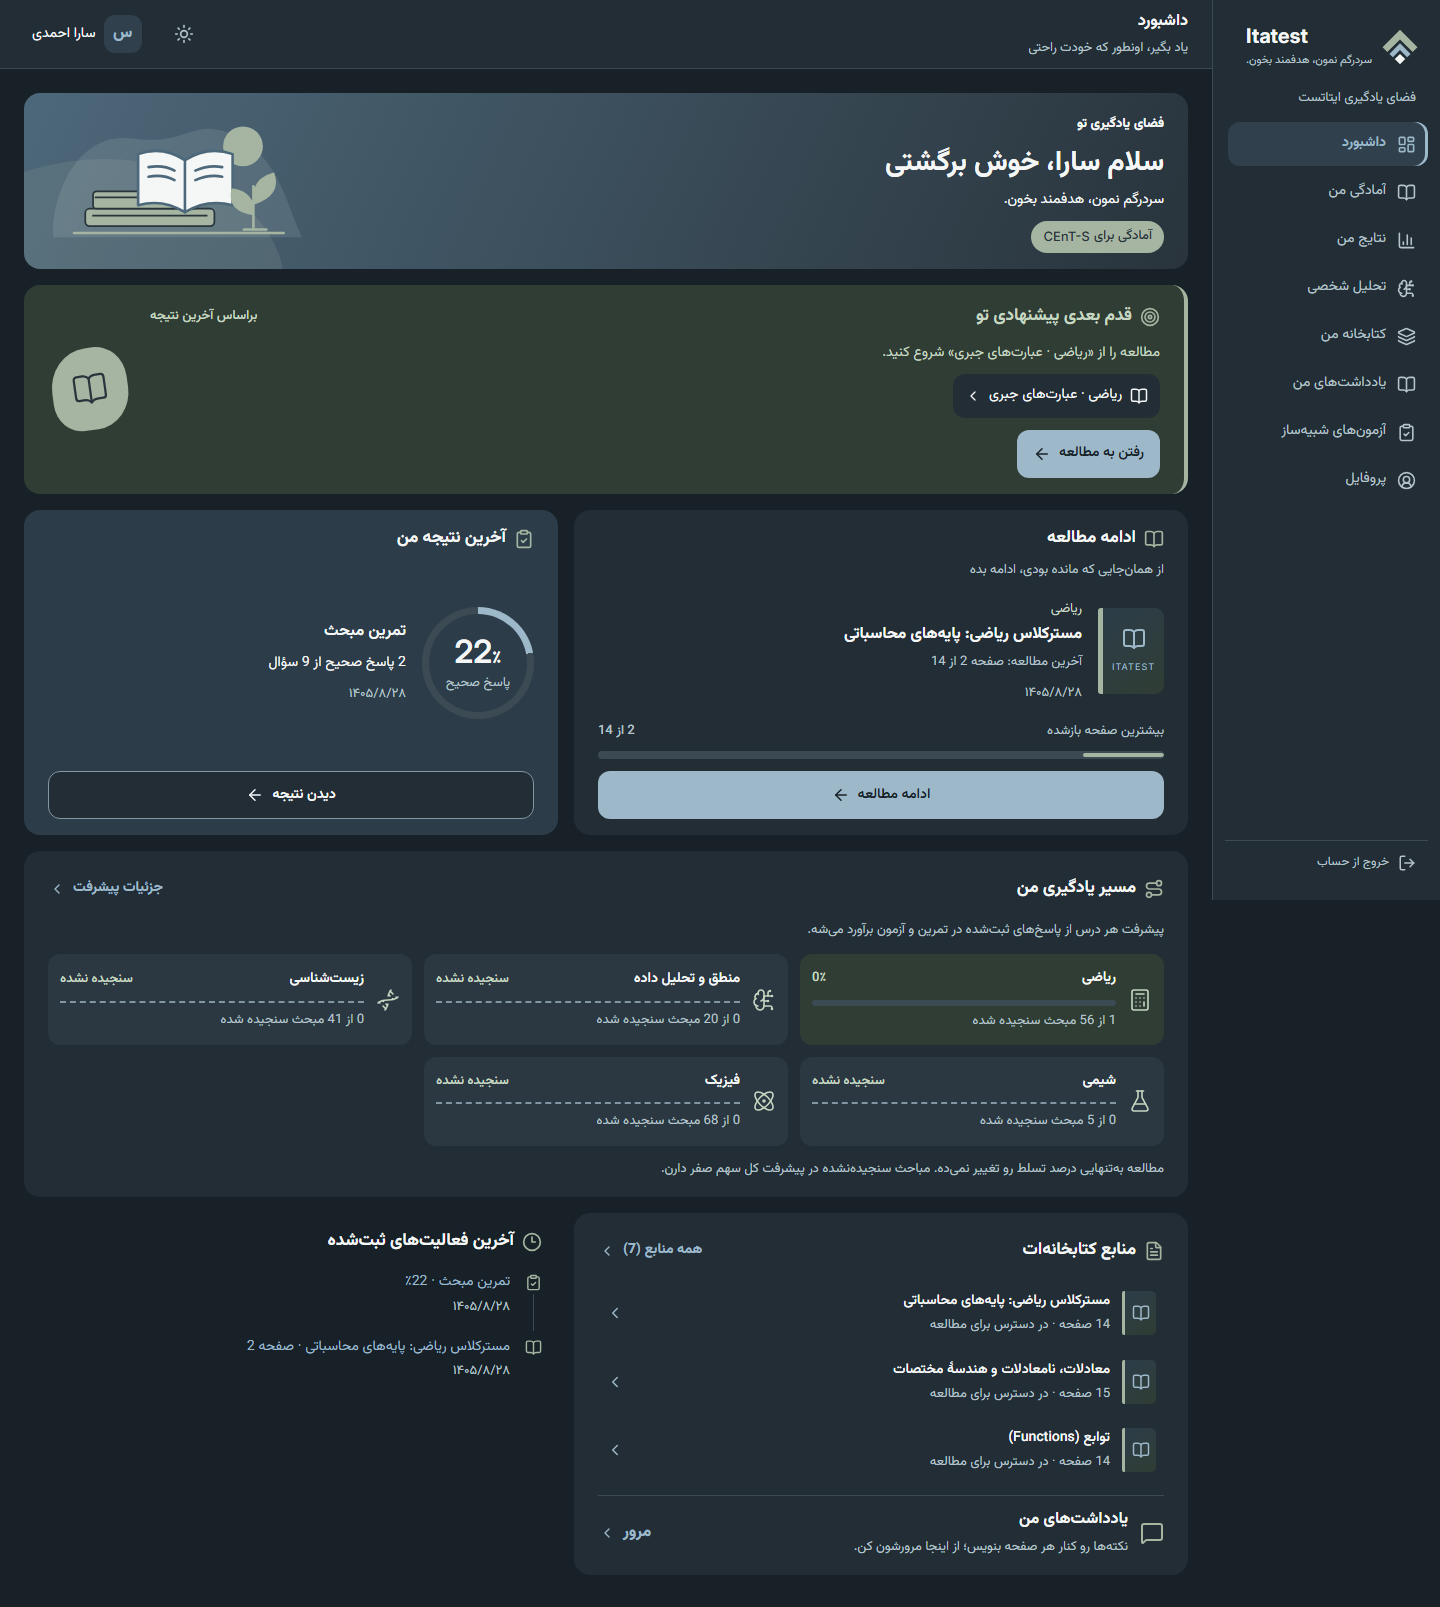 Itatest
سردرگم نمون، هدفمند بخون.
فضای یادگیری ایتاتست
داشبورد
آمادگی من
نتایج من
تحلیل شخصی
کتابخانه من
یادداشت‌های من
آزمون‌های شبیه‌ساز
پروفایل
خروج از حساب
داشبورد
یاد بگیر، اونطور که خودت راحتی
س
سارا احمدی
فضای یادگیری تو
سلام سارا، خوش برگشتی
سردرگم نمون، هدفمند بخون.
آمادگی برای CEnT-S
قدم بعدی پیشنهادی تو
براساس آخرین نتیجه
مطالعه را از «ریاضی · عبارت‌های جبری» شروع کنید.
ریاضی · عبارت‌های جبری
رفتن به مطالعه
ادامه مطالعه
از همان‌جایی که مانده بودی، ادامه بده
ITATEST
ریاضی
مسترکلاس ریاضی: پایه‌های محاسباتی
آخرین مطالعه: صفحه 2 از 14
۱۴۰۵/۸/۲۸
بیشترین صفحه بازشده
2 از 14
ادامه مطالعه
آخرین نتیجه من
22٪
پاسخ صحیح
تمرین مبحث
2 پاسخ صحیح از 9 سؤال
۱۴۰۵/۸/۲۸
دیدن نتیجه
مسیر یادگیری من
جزئیات پیشرفت
پیشرفت هر درس از پاسخ‌های ثبت‌شده در تمرین و آزمون برآورد می‌شه.
ریاضی
0٪
1 از 56 مبحث سنجیده شده
منطق و تحلیل داده
سنجیده نشده
0 از 20 مبحث سنجیده شده
زیست‌شناسی
سنجیده نشده
0 از 41 مبحث سنجیده شده
شیمی
سنجیده نشده
0 از 5 مبحث سنجیده شده
فیزیک
سنجیده نشده
0 از 68 مبحث سنجیده شده
مطالعه به‌تنهایی درصد تسلط رو تغییر نمی‌ده. مباحث سنجیده‌نشده در پیشرفت کل سهم صفر دارن.
منابع کتابخانه‌ات
همه منابع (7)
مسترکلاس ریاضی: پایه‌های محاسباتی
14 صفحه · در دسترس برای مطالعه
معادلات، نامعادلات و هندسهٔ مختصات
15 صفحه · در دسترس برای مطالعه
توابع (Functions)
14 صفحه · در دسترس برای مطالعه
یادداشت‌های من
نکته‌ها رو کنار هر صفحه بنویس؛ از اینجا مرورشون کن.
مرور
آخرین فعالیت‌های ثبت‌شده
تمرین مبحث · 22٪
۱۴۰۵/۸/۲۸
مسترکلاس ریاضی: پایه‌های محاسباتی · صفحه 2
۱۴۰۵/۸/۲۸